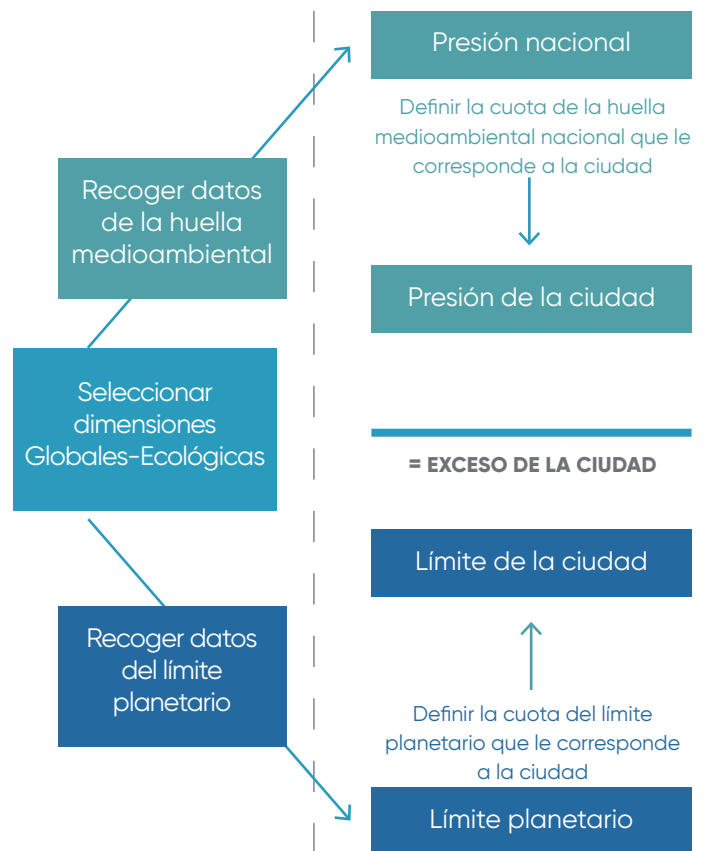 Presión nacional
Definir la cuota de la huella
medioambiental nacional que le
corresponde a la ciudad
Recoger datos
de la huella
medioambiental
Presión de la ciudad
Seleccionar
dimensiones
Globales-Ecológicas
= EXCESO DE LA CIUDAD
Límite de la ciudad
Recoger datos
del límite
planetario
Definir la cuota del límite
planetario que le corresponde
a la ciudad
Límite planetario